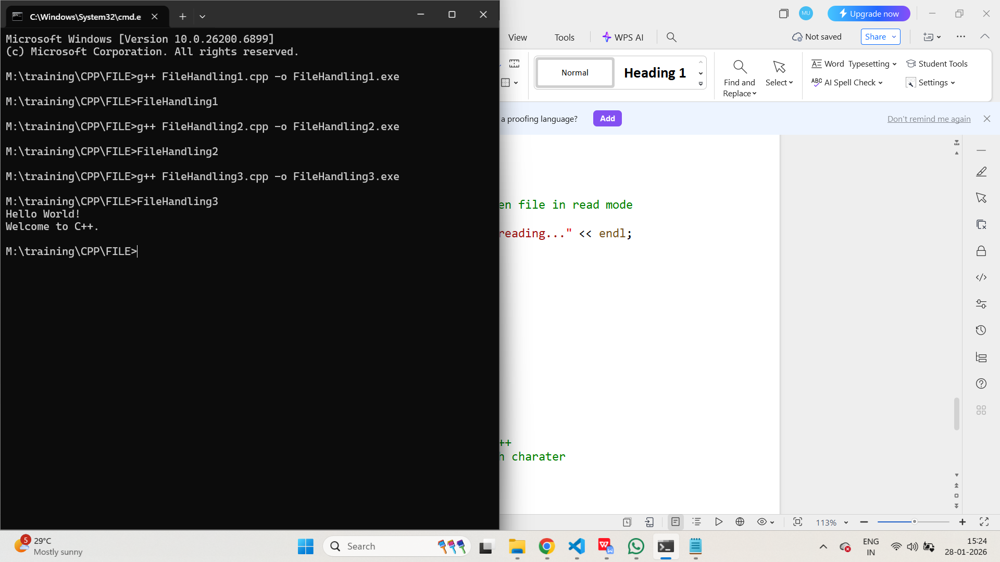 C:\Windows\System32\cmd.e
Microsoft Windows [Version 10.0.26200.6899]
(c) Microsoft Corporation. All rights reserved.
M:\training\CPP\FILE>g++ FileHandling1.cpp -o FileHandling1.exe
M:\training\CPP\FILE>FileHandling1
M:\training\CPP\FILE>g++ FileHandling2.cpp -o FileHandling2.exe
M:\training\CPP\FILE>FileHandling2
M:\training\CPP\FILE>g++ FileHandling3.cpp -o FileHandling3.exe
M:\training\CPP\FILE>FileHandling3
Hello World!
Welcome to C++.
M:\training\CPP\FILE>
MU Upgrade now
View Tools WPS AI Not saved Share
Normal Heading 1
Find and Replace
Select
Word Typesetting Student Tools
ABC AI Spell Check Settings
a proofing language? Add Don't remind me again
en file in read mode
reading..." << endl;
++
n charater
113%
5 29°C
Mostly sunny
Search
ENG
IN
15:24
28-01-2026